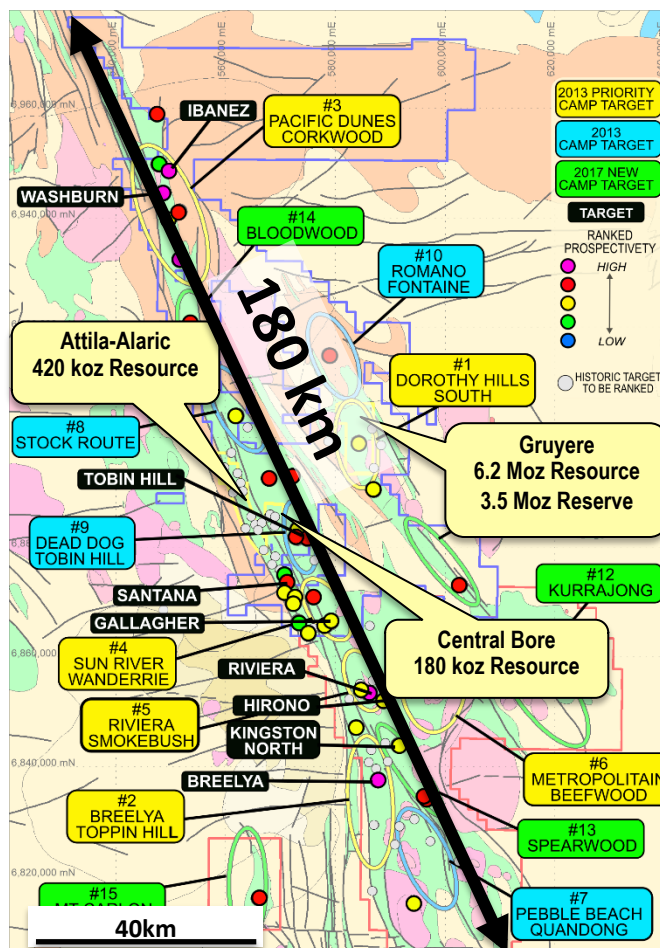 560,000 mE
580,000 mE
600,000 mE
620,000 mE
6,960,000 mN
6,940,000 mN
6,860,000 mN
6,840,000 mN
6,820,000 mN
2013 PRIORITY
CAMP TARGET
2013
CAMP TARGET
2017 NEW
CAMP TARGET
TARGET
RANKED
PROSPECTIVITY
HIGH
LOW
HISTORIC TARGET
TO BE RANKED
IBANEZ
#3
PACIFIC DUNES
CORKWOOD
WASHBURN
#14
BLOODWOOD
#10
ROMANO
FONTAINE
180 km
Attila-Alaric
420 koz Resource
#1
DOROTHY HILLS
SOUTH
#8
STOCK ROUTE
Gruyere
6.2 Moz Resource
3.5 Moz Reserve
TOBIN HILL
#9
DEAD DOG
TOBIN HILL
#12
KURRAJONG
SANTANA
GALLAGHER
Central Bore
180 koz Resource
#4
SUN RIVER
WANDERRIE
RIVIERA
#5
RIVIERA
SMOKEBUSH
HIRONO
KINGSTON
NORTH
#6
METROPOLITAIN
BEEFWOOD
BREELYA
#2
BREELYA
TOPPIN HILL
#13
SPEARWOOD
#15
#7
PEBBLE BEACH
QUANDONG
40km